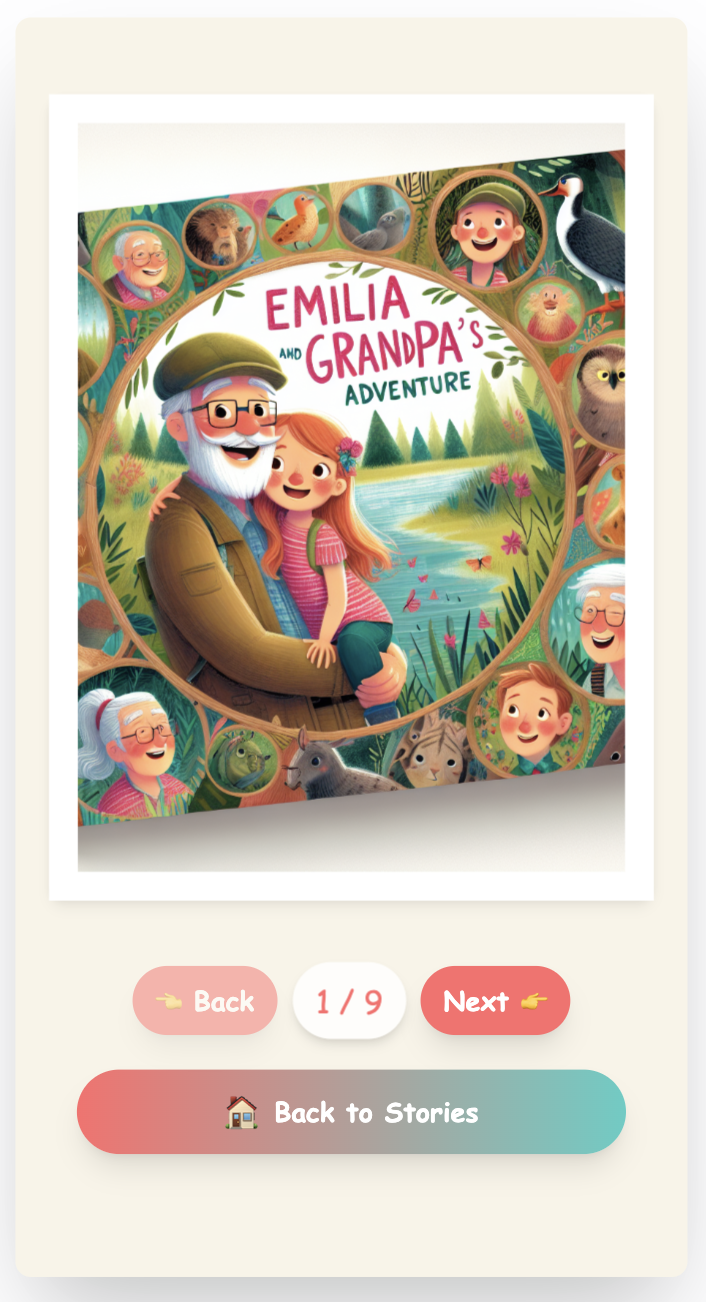 EMILIA
AND GRANDPA'S
ADVENTURE
👈 Back
1 / 9
Next 👉
🏠 Back to Stories